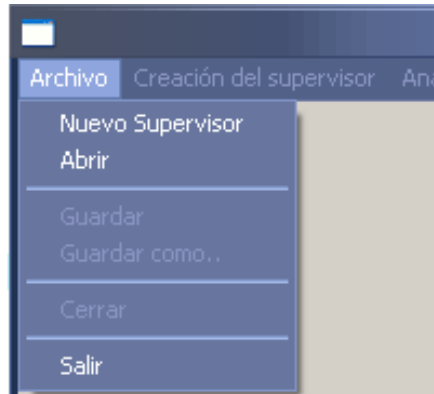 Archivo Creación del supervisor
Nuevo Supervisor
Abrir
Guardar
Guardar como..
Cerrar
Salir